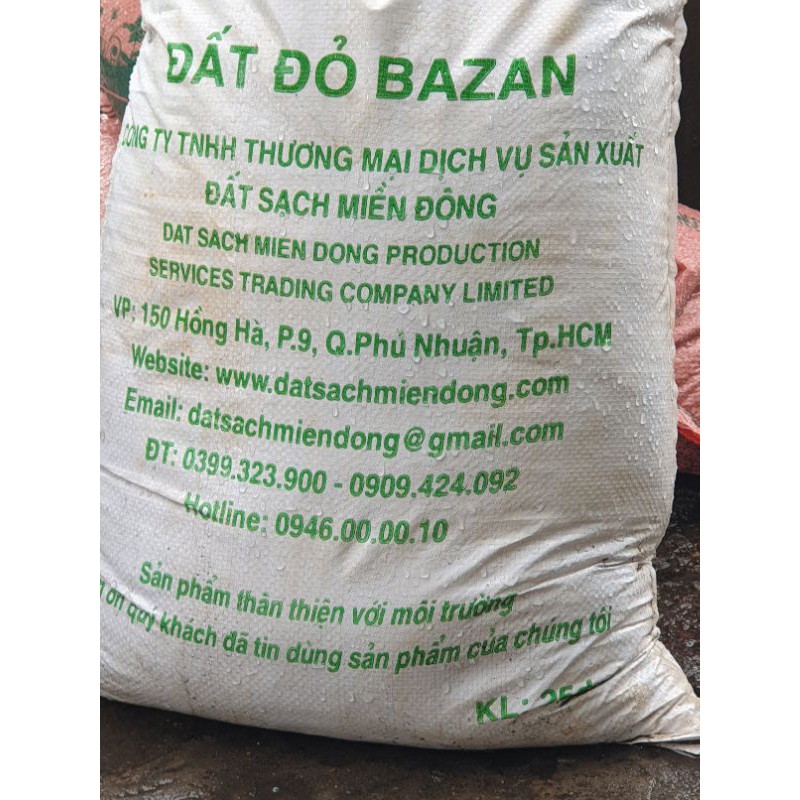 ĐẤT ĐỎ BAZAN
CÔNG TY TNHH THƯƠNG MẠI DỊCH VỤ SẢN XUẤT
ĐẤT SẠCH MIỀN ĐÔNG
DAT SACH MIEN DONG PRODUCTION
SERVICES TRADING COMPANY LIMITED
VP: 150 Hồng Hà, P.9, Q.Phú Nhuận, Tp.HCM
Website: www.datsachmiendong.com
Email: datsachmiendong@gmail.com
ĐT: 0399.323.900 - 0909.424.092
Hotline: 0946.00.00.10
Sản phẩm thân thiện với môi trường
ơn quý khách đã tin dùng sản phẩm của chúng tôi
KL: